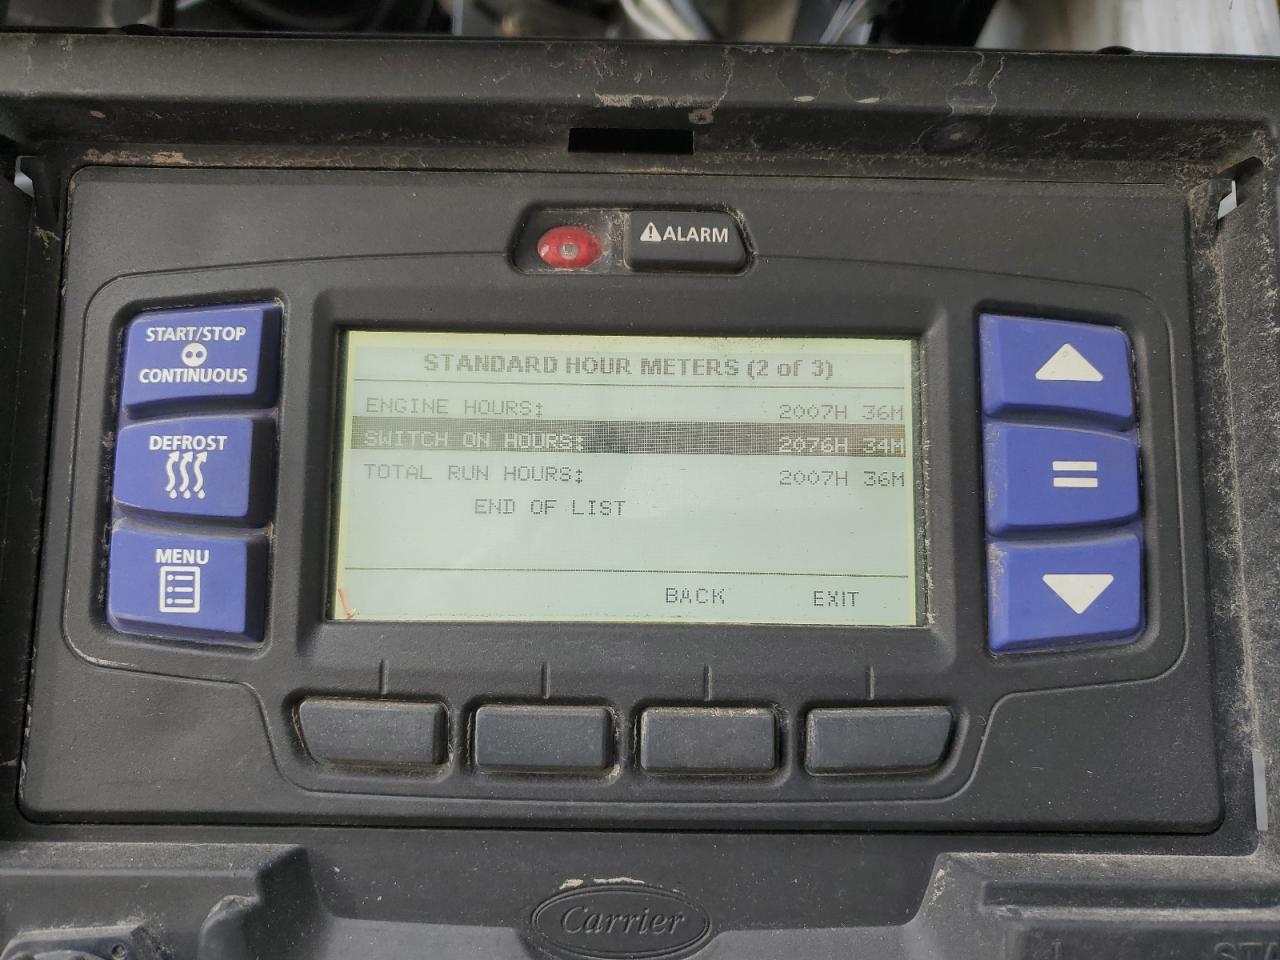 ⚠ALARM
START/STOP
CONTINUOUS
DEFROST
MENU
STANDARD HOUR METERS (2 of 3)
ENGINE HOURS: 2007H 36M
SWITCH ON HOURS: 2076H 34M
TOTAL RUN HOURS: 2007H 36M
END OF LIST
BACK EXIT
Carrier